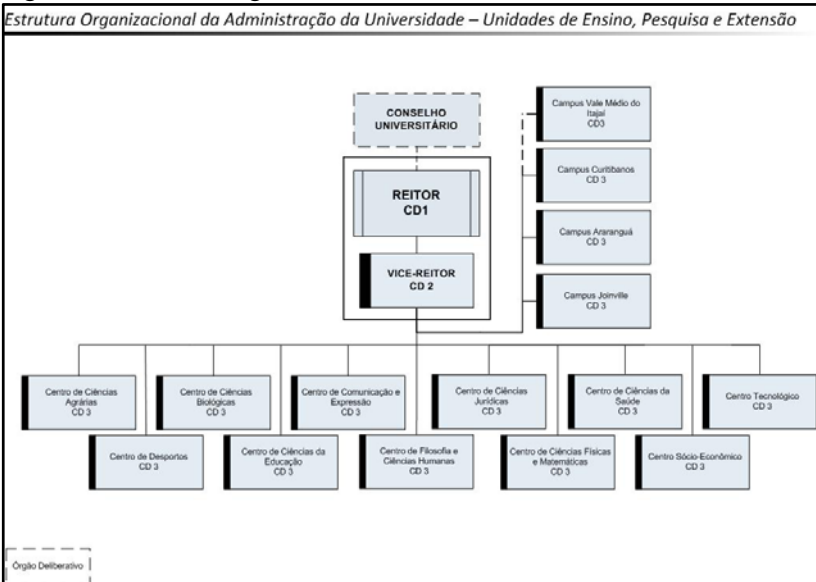 Estrutura Organizacional da Administração da Universidade – Unidades de Ensino, Pesquisa e Extensão
CONSELHO
UNIVERSITÁRIO
REITOR
CD1
VICE-REITOR
CD 2
Campus Vale Médio do
Itajaí
CD3
Campus Curitibanos
CD 3
Campus Araranguá
CD 3
Campus Joinville
CD 3
Centro de Ciências
Agrárias
CD 3
Centro de Ciências
Biológicas
CD 3
Centro de Comunicação e
Expressão
CD 3
Centro de Ciências
Jurídicas
CD 3
Centro de Ciências da
Saúde
CD 3
Centro Tecnológico
CD 3
Centro de Desportos
CD 3
Centro de Ciências da
Educação
CD 3
Centro de Filosofia e
Ciências Humanas
CD 3
Centro de Ciências Físicas
e Matemáticas
CD 3
Centro Sócio-Econômico
CD 3
Órgão Deliberativo